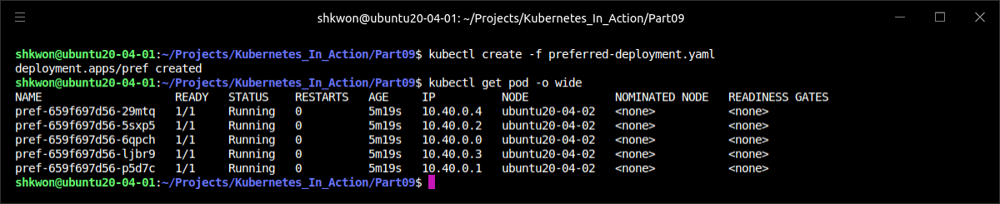 shkwon@ubuntu20-04-01: ~/Projects/Kubernetes_In_Action/Part09
shkwon@ubuntu20-04-01:~/Projects/Kubernetes_In_Action/Part09$ kubectl create -f preferred-deployment.yaml
deployment.apps/pref created
shkwon@ubuntu20-04-01:~/Projects/Kubernetes_In_Action/Part09$ kubectl get pod -o wide
NAME                    READY   STATUS    RESTARTS   AGE     IP          NODE             NOMINATED NODE   READINESS GATES
pref-659f697d56-29mtq   1/1     Running   0          5m19s   10.40.0.4   ubuntu20-04-02   <none>           <none>
pref-659f697d56-5sxp5   1/1     Running   0          5m19s   10.40.0.2   ubuntu20-04-02   <none>           <none>
pref-659f697d56-6qpch   1/1     Running   0          5m19s   10.40.0.0   ubuntu20-04-02   <none>           <none>
pref-659f697d56-ljbr9   1/1     Running   0          5m19s   10.40.0.3   ubuntu20-04-02   <none>           <none>
pref-659f697d56-p5d7c   1/1     Running   0          5m19s   10.40.0.1   ubuntu20-04-02   <none>           <none>
shkwon@ubuntu20-04-01:~/Projects/Kubernetes_In_Action/Part09$